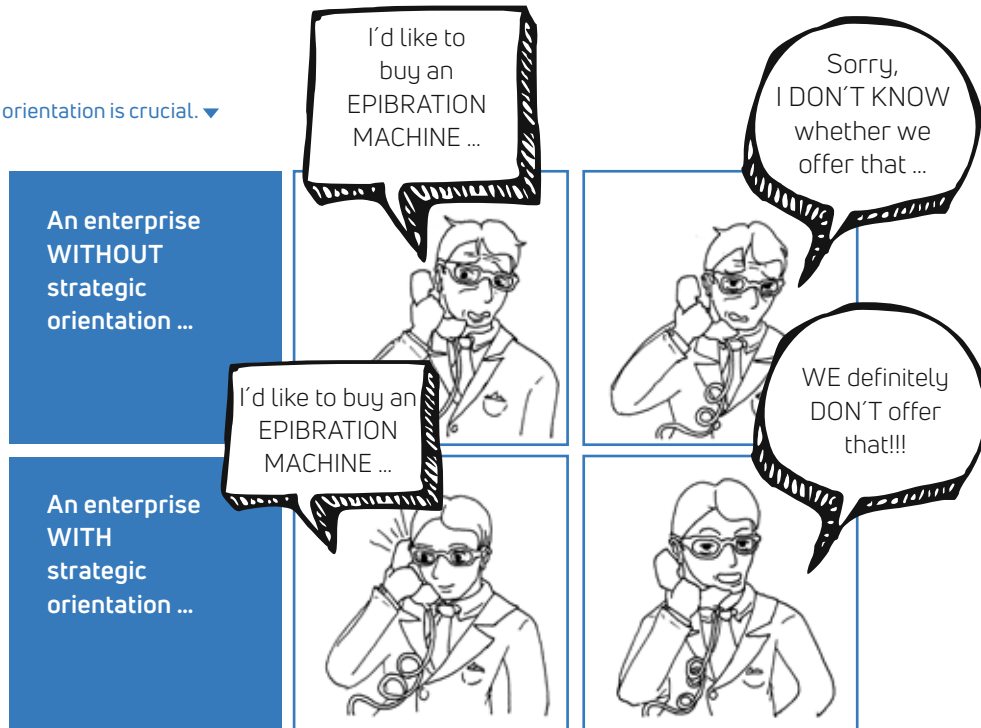 orientation is crucial.
I´d like to
buy an
EPIBRATION
MACHINE ...
Sorry,
I DON´T KNOW
whether we
offer that ...
An enterprise
WITHOUT
strategic
orientation ...
I´d like to buy an
EPIBRATION
MACHINE ...
WE definitely
DON´T offer
that!!!
An enterprise
WITH
strategic
orientation ...